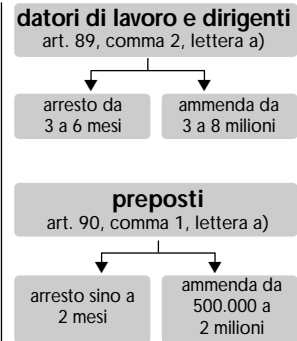 datori di lavoro e dirigenti
art. 89, comma 2, lettera a)
arresto da
3 a 6 mesi
ammenda da
3 a 8 milioni
preposti
art. 90, comma 1, lettera a)
arresto sino a
2 mesi
ammenda da
500.000 a
2 milioni